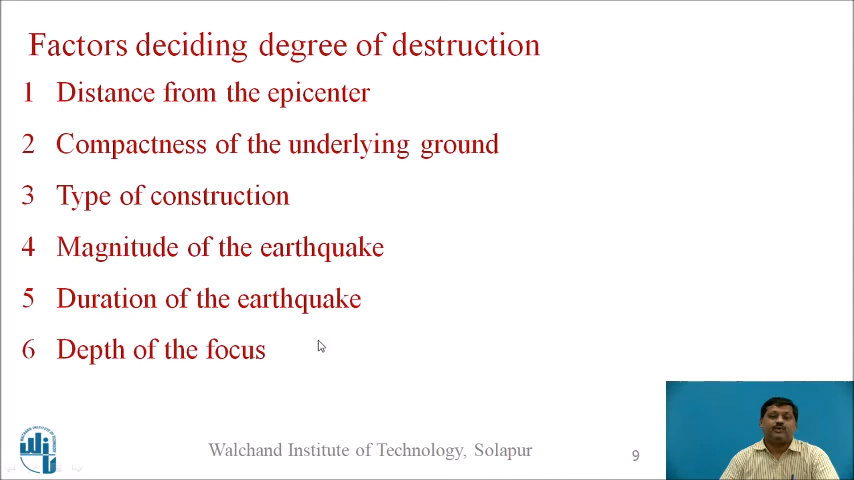 Factors deciding degree of destruction
1 Distance from the epicenter
2 Compactness of the underlying ground
3 Type of construction
4 Magnitude of the earthquake
5 Duration of the earthquake
6 Depth of the focus
Walchand Institute of Technology, Solapur
9